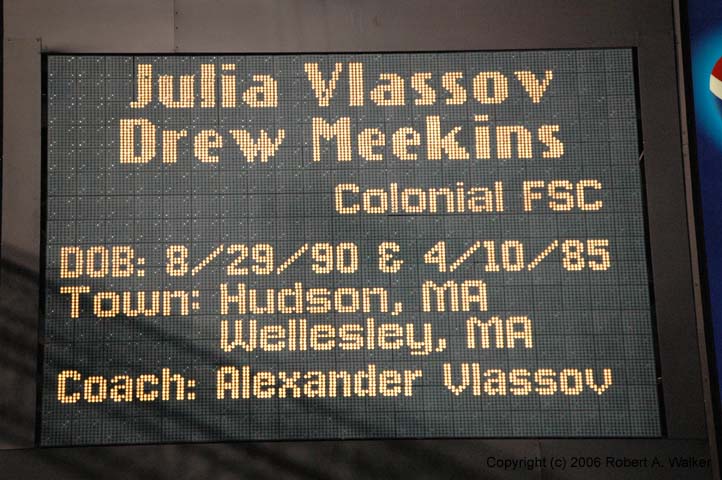 Julia Vlassov
Drew Meekins
Colonial FSC
DOB: 8/29/90 & 4/10/85
Town: Hudson, MA
Wellesley, MA
Coach: Alexander Vlassov
Copyright (c) 2006 Robert A. Walker